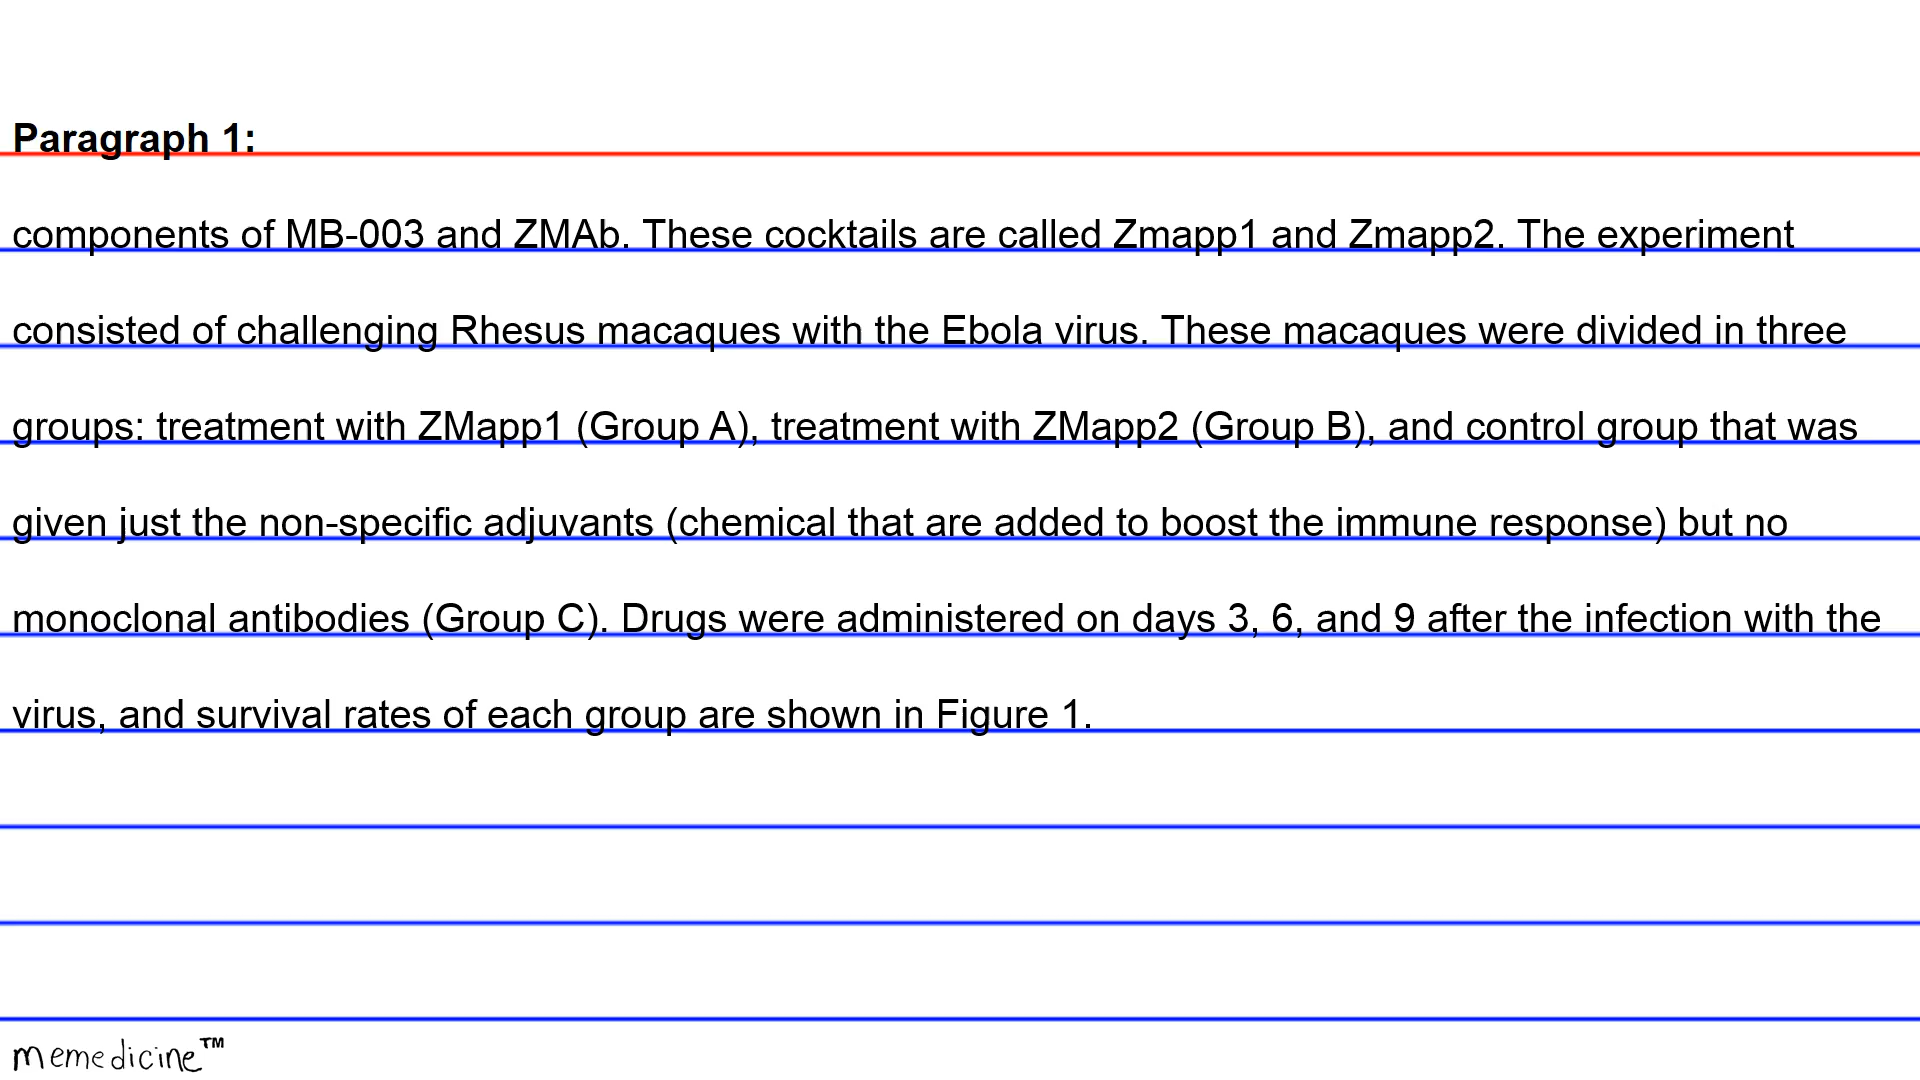 Paragraph 1:
components of MB-003 and ZMAb. These cocktails are called Zmapp1 and Zmapp2. The experiment
consisted of challenging Rhesus macaques with the Ebola virus. These macaques were divided in three
groups: treatment with ZMapp1 (Group A), treatment with ZMapp2 (Group B), and control group that was
given just the non-specific adjuvants (chemical that are added to boost the immune response) but no
monoclonal antibodies (Group C). Drugs were administered on days 3, 6, and 9 after the infection with the
virus, and survival rates of each group are shown in Figure 1.
memedicine™